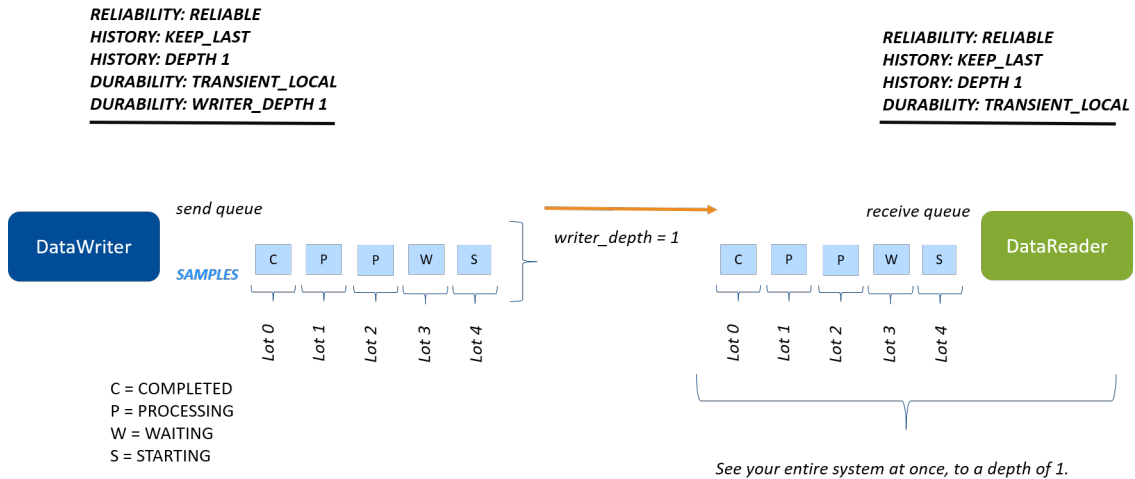 RELIABILITY: RELIABLE
HISTORY: KEEP_LAST
HISTORY: DEPTH 1
DURABILITY: TRANSIENT_LOCAL
DURABILITY: WRITER_DEPTH 1
RELIABILITY: RELIABLE
HISTORY: KEEP_LAST
HISTORY: DEPTH 1
DURABILITY: TRANSIENT_LOCAL
DataWriter
send queue
SAMPLES
C P P W S
Lot 0 Lot 1 Lot 2 Lot 3 Lot 4
writer_depth = 1
receive queue
DataReader
C P P W S
Lot 0 Lot 1 Lot 2 Lot 3 Lot 4
C = COMPLETED
P = PROCESSING
W = WAITING
S = STARTING
See your entire system at once, to a depth of 1.